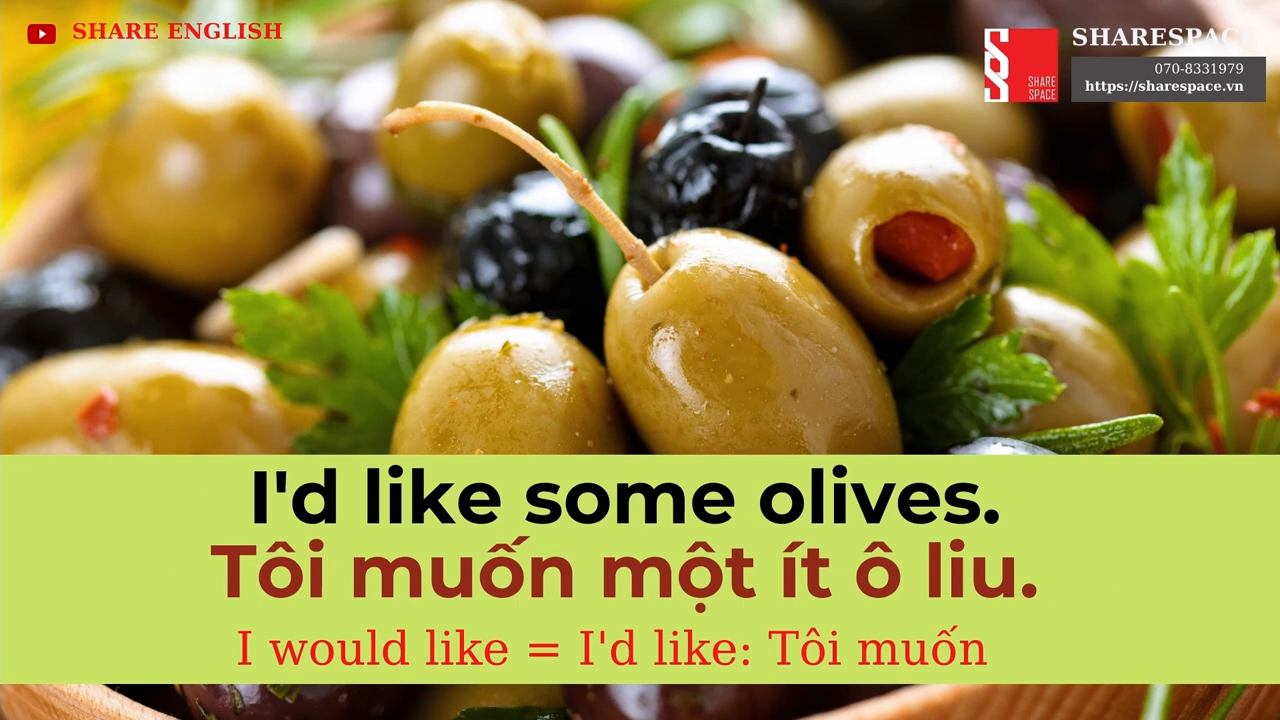 SHARE ENGLISH
SHARESPACE
SHARE
SPACE
070-8331979
https://sharespace.vn
I'd like some olives.
Tôi muốn một ít ô liu.
I would like = I'd like: Tôi muốn